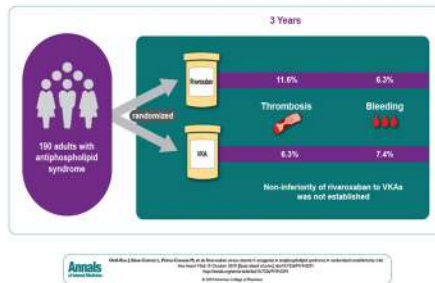 3 Years
Rivaroxaban
11.6%
6.3%
190 adults with
antiphospholipid
syndrome
randomized
Thrombosis
Bleeding
VKA
6.3%
7.4%
Non-inferiority of rivaroxaban to VKAs
was not established
Annals
of Internal Medicine